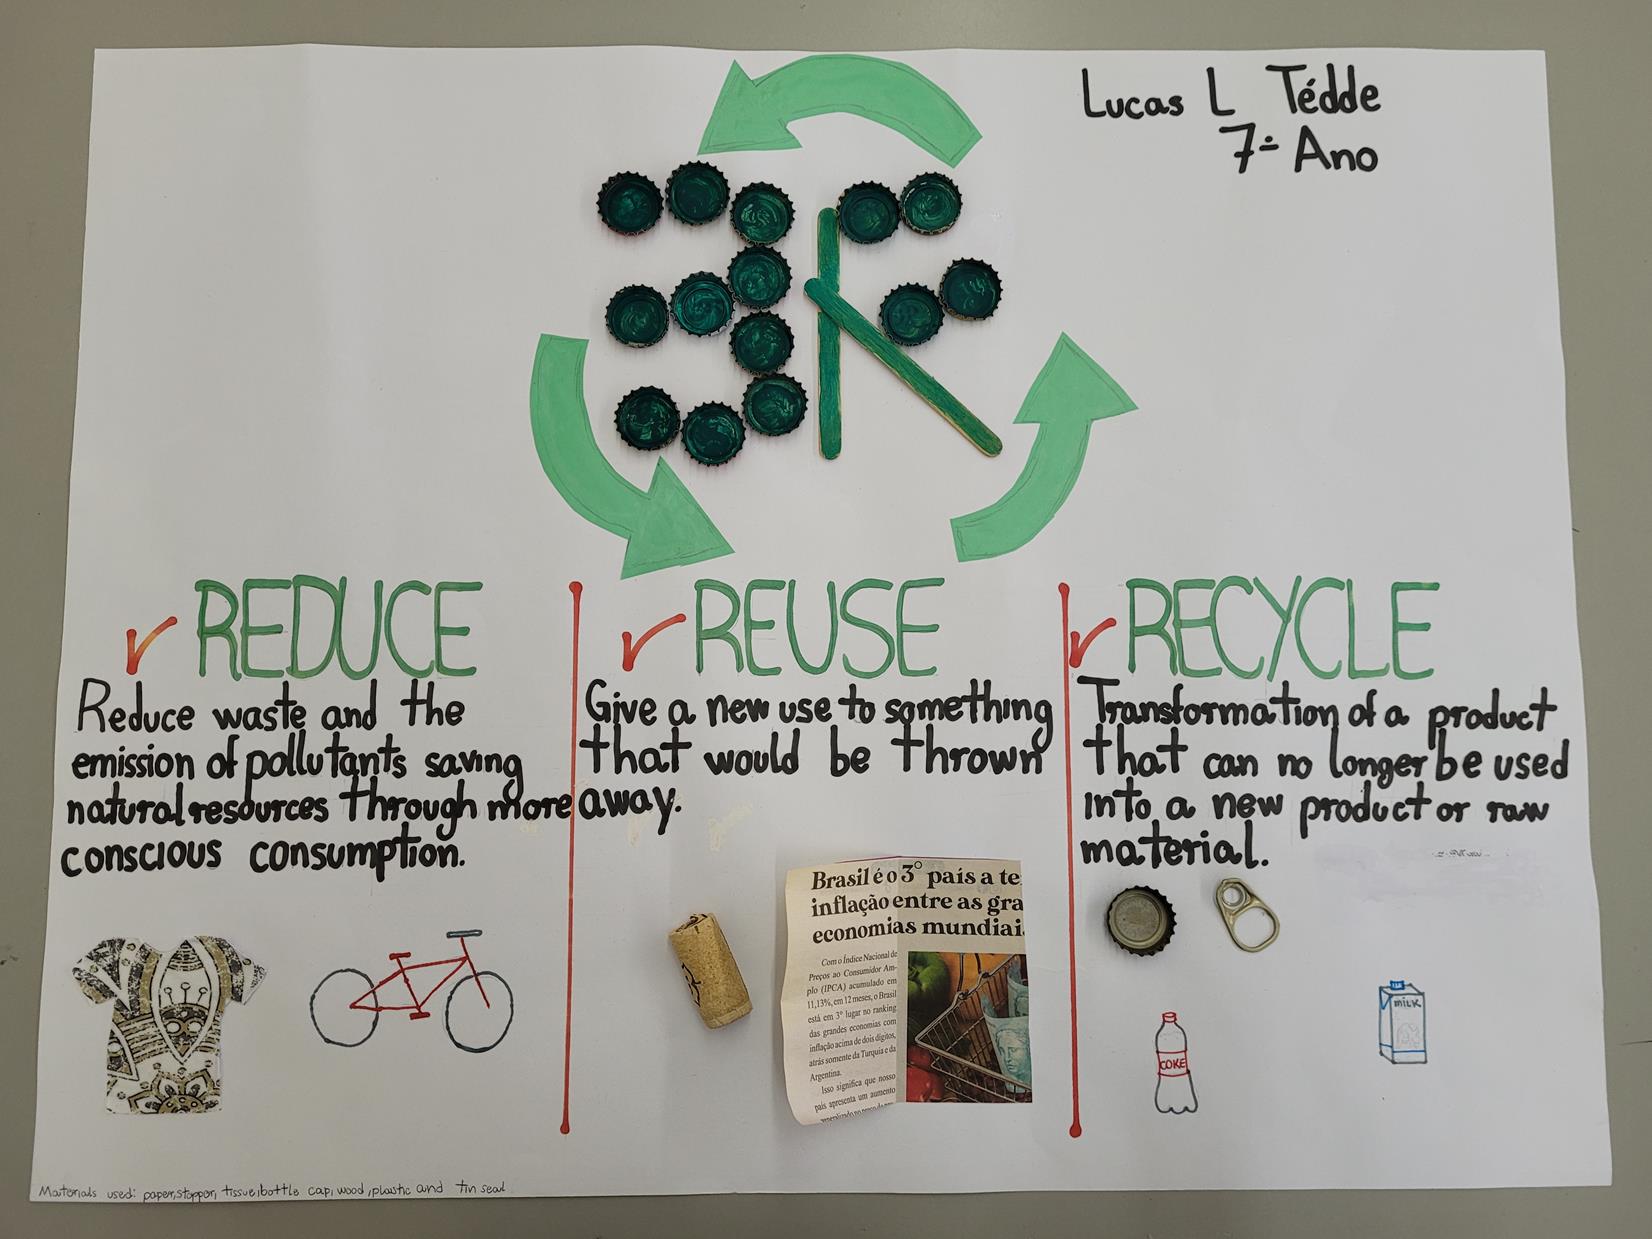 Lucas L Tédde
7º Ano
3R
REDUCE
Reduce waste and the
emission of pollutants saving
natural resources through more
conscious consumption.
REUSE
Give a new use to something
that would be thrown
away.
RECYCLE
Transformation of a product
that can no longer be used
into a new product or raw
material.
Brasil é o 3º país a te
inflação entre as gra
economias mundiai
Com o Índice Nacional de
Preços ao Consumidor Am-
plo (IPCA) acumulado em
11,13%, em 12 meses, o Brasil
está em 3º lugar no ranking
das grandes economias com
inflação acima de dois dígitos,
atrás somente da Turquia e da
Argentina.
Isso significa que nosso
país apresenta um aumento
COKE
MILK
Materials used: paper, stopper, tissue, bottle cap, wood, plastic and tin seal